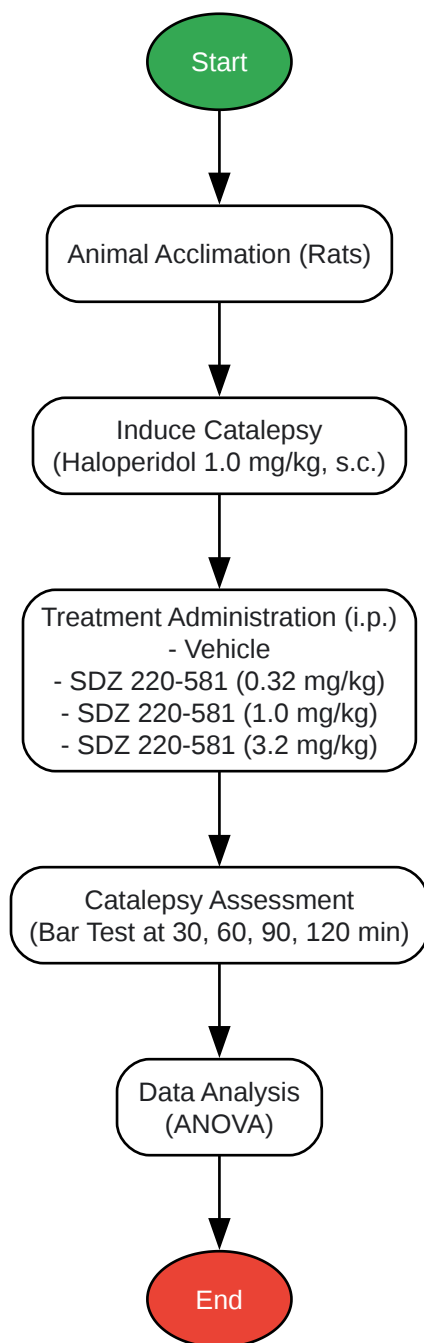 Start
Animal Acclimation (Rats)
Induce Catalepsy
(Haloperidol 1.0 mg/kg, s.c.)
Treatment Administration (i.p.)
- Vehicle
- SDZ 220-581 (0.32 mg/kg)
- SDZ 220-581 (1.0 mg/kg)
- SDZ 220-581 (3.2 mg/kg)
Catalepsy Assessment
(Bar Test at 30, 60, 90, 120 min)
Data Analysis
(ANOVA)
End